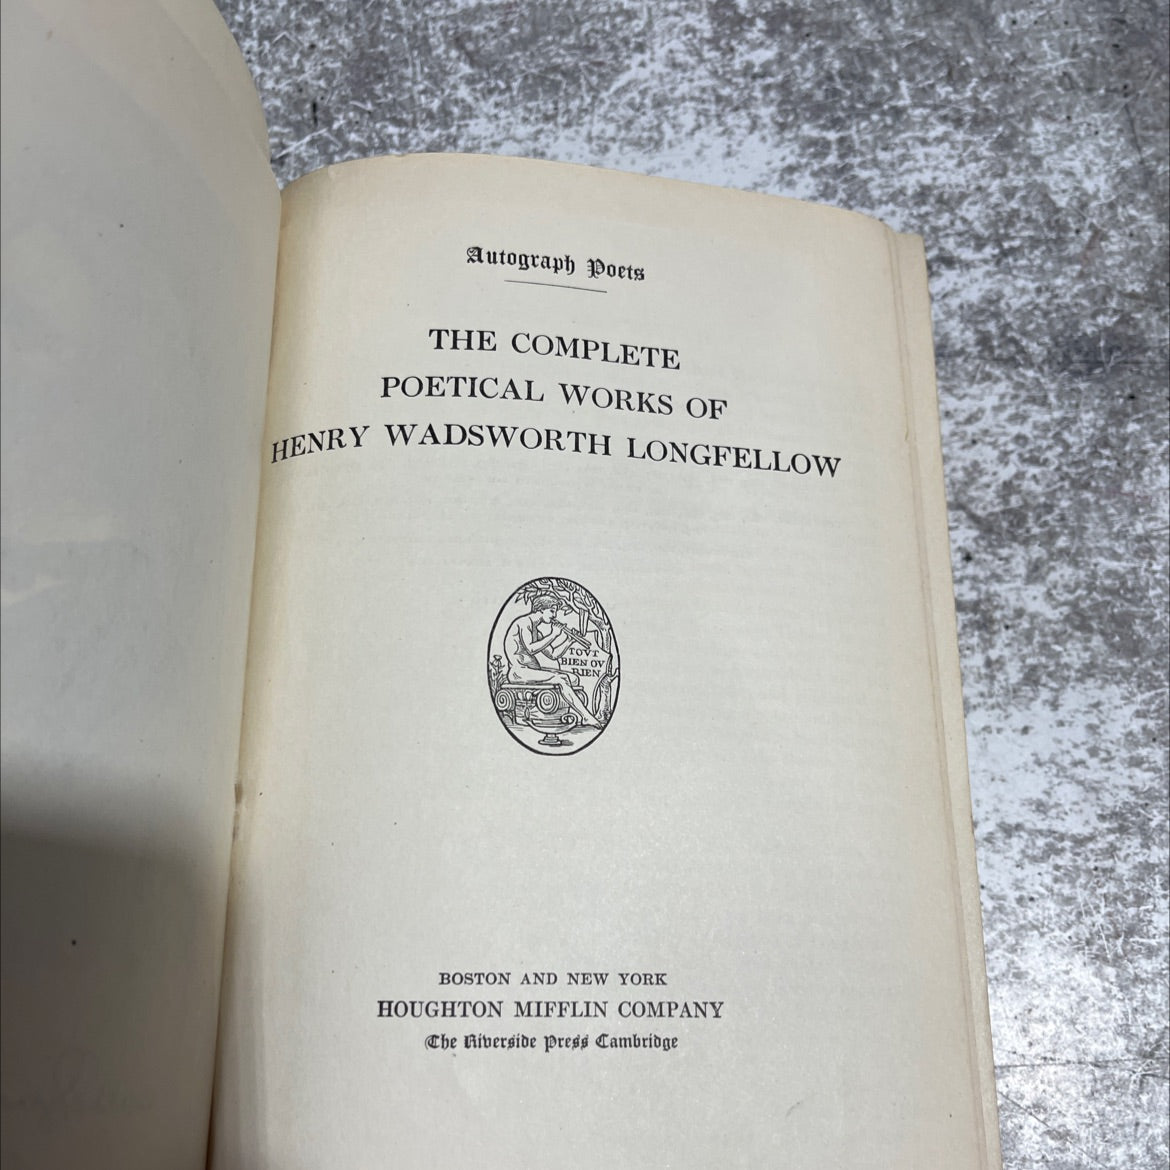 Autograph Poets
THE COMPLETE
POETICAL WORKS OF
HENRY WADSWORTH LONGFELLOW
TOVT
BIEN OV
RIEN
BOSTON AND NEW YORK
HOUGHTON MIFFLIN COMPANY
The Riverside Press Cambridge